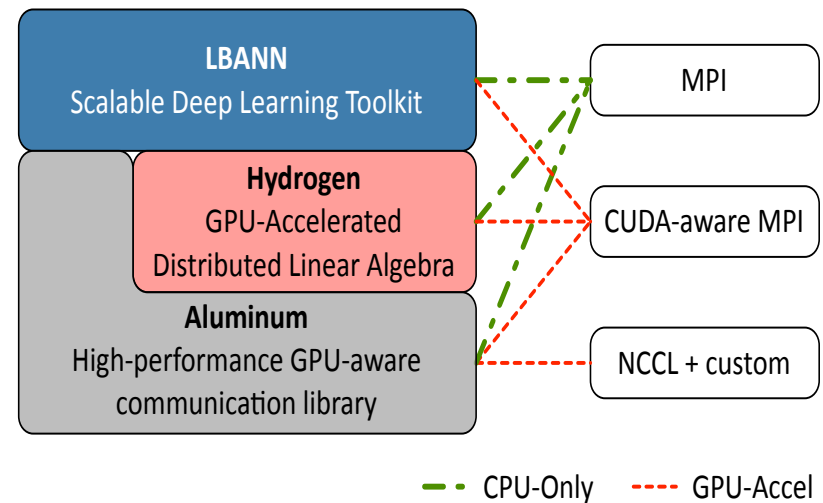 LBANN
Scalable Deep Learning Toolkit
Hydrogen
GPU-Accelerated
Distributed Linear Algebra
Aluminum
High-performance GPU-aware
communication library
MPI
CUDA-aware MPI
NCCL + custom
CPU-Only
GPU-Accel